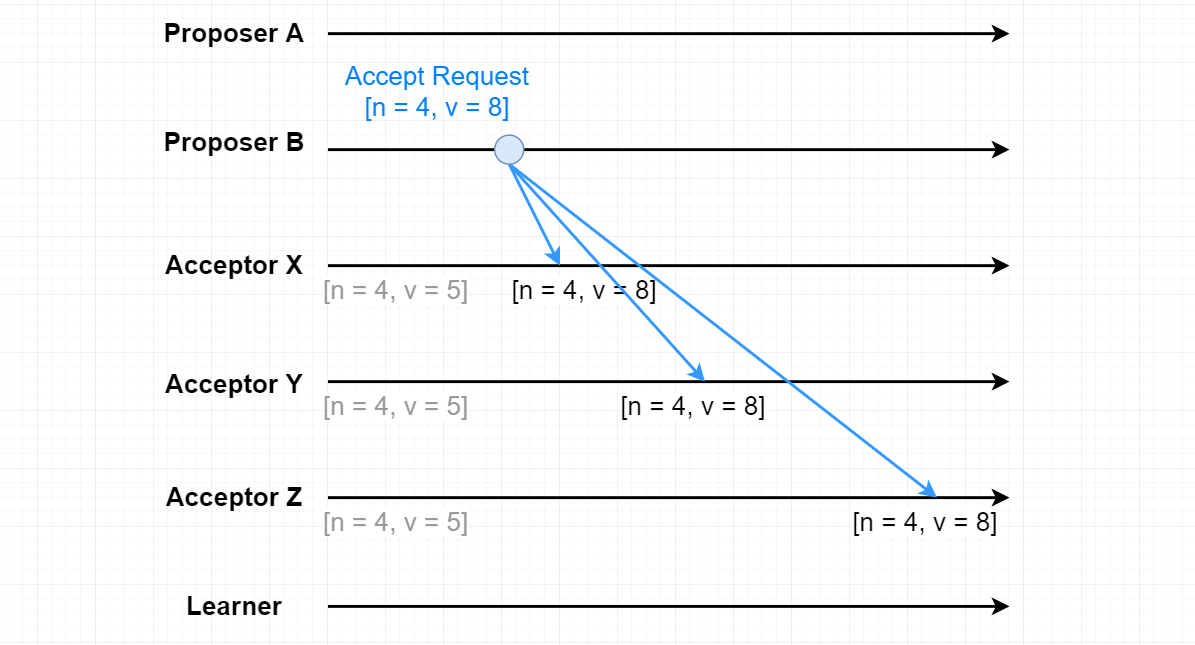 Proposer A
Accept Request
[n = 4, v = 8]
Proposer B
Acceptor X
[n = 4, v = 5]
[n = 4, v = 8]
Acceptor Y
[n = 4, v = 5]
[n = 4, v = 8]
Acceptor Z
[n = 4, v = 5]
[n = 4, v = 8]
Learner